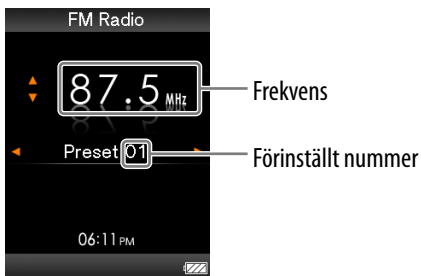 FM Radio
87.5 MHz
Frekvens
Preset 01
Förinställt nummer
06:11 PM